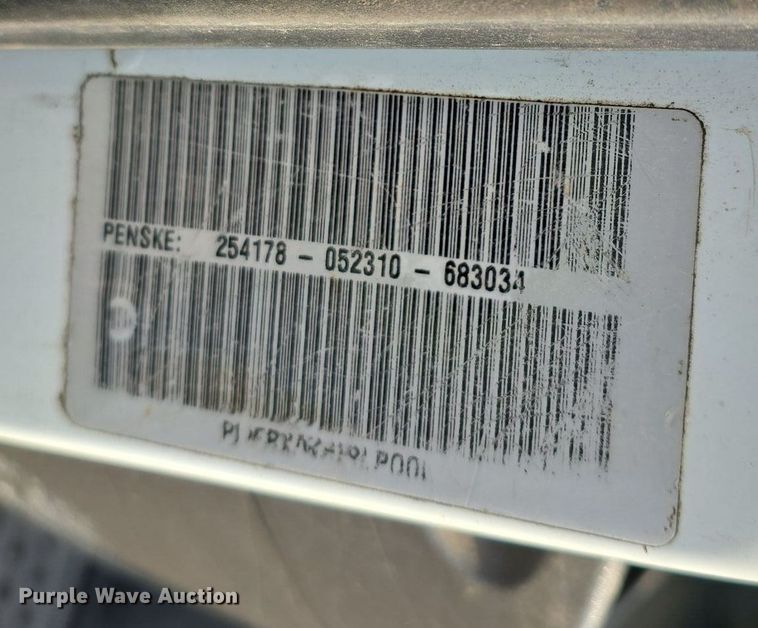 PENSKE: 254178 - 052310 - 683034
Purple Wave Auction